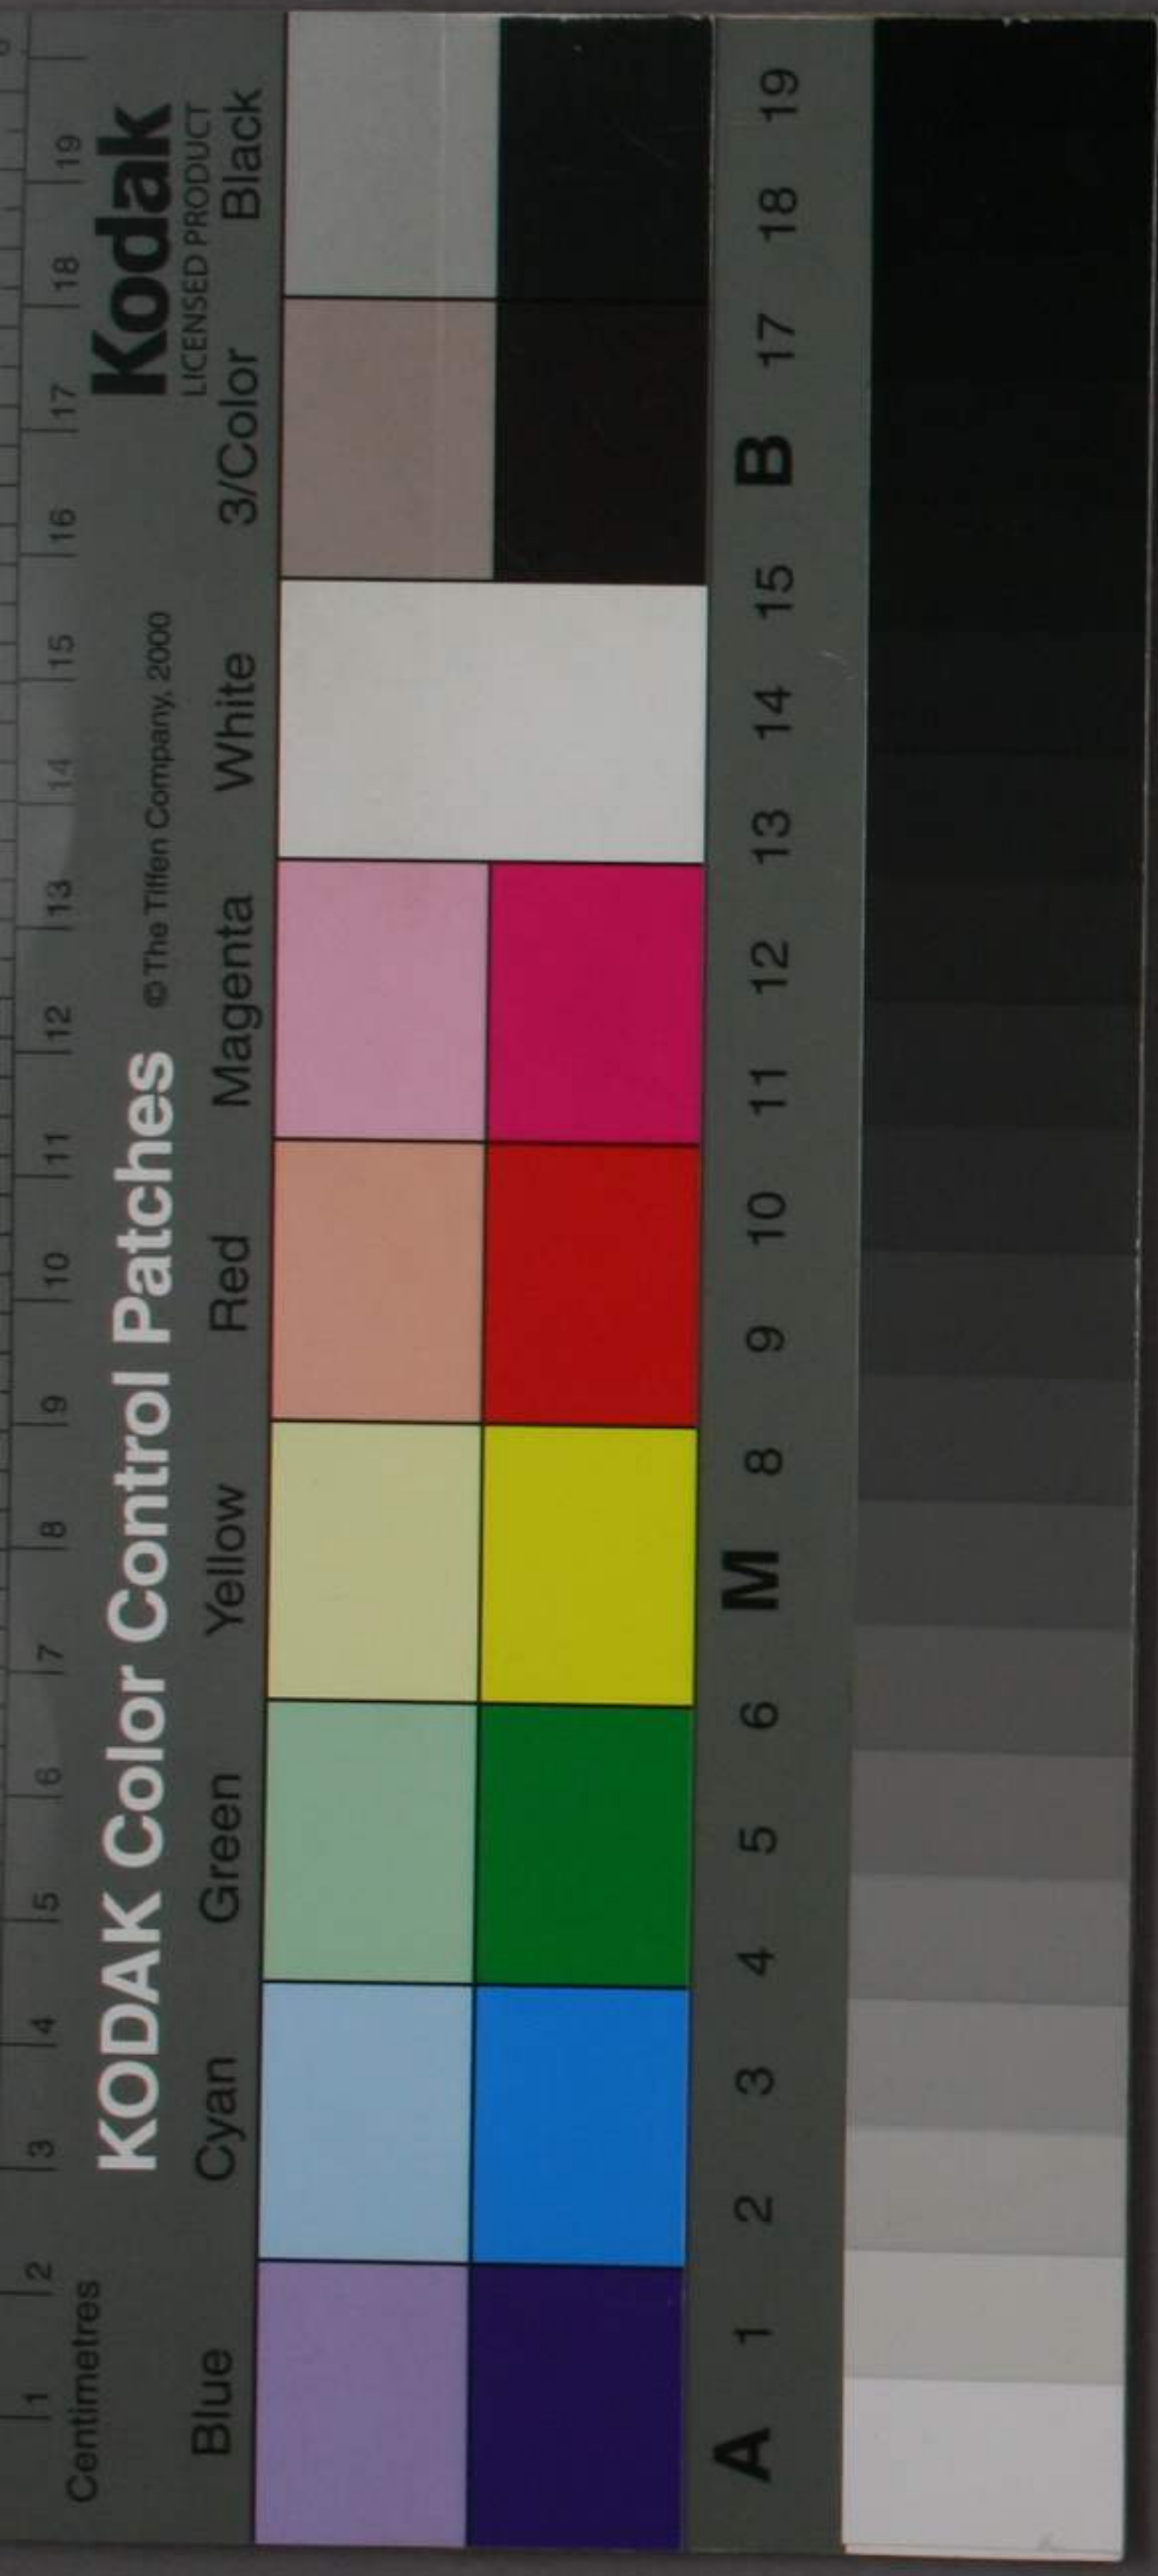 Centimetres
1 2 3 4 5 6 7 8 9 10 11 12 13 14 15 16 17 18 19
KODAK Color Control Patches © The Tiffen Company, 2000
Kodak
LICENSED PRODUCT
Blue Cyan Green Yellow Red Magenta White 3/Color Black
A 1 2 3 4 5 6 M 8 9 10 11 12 13 14 15 B 17 18 19